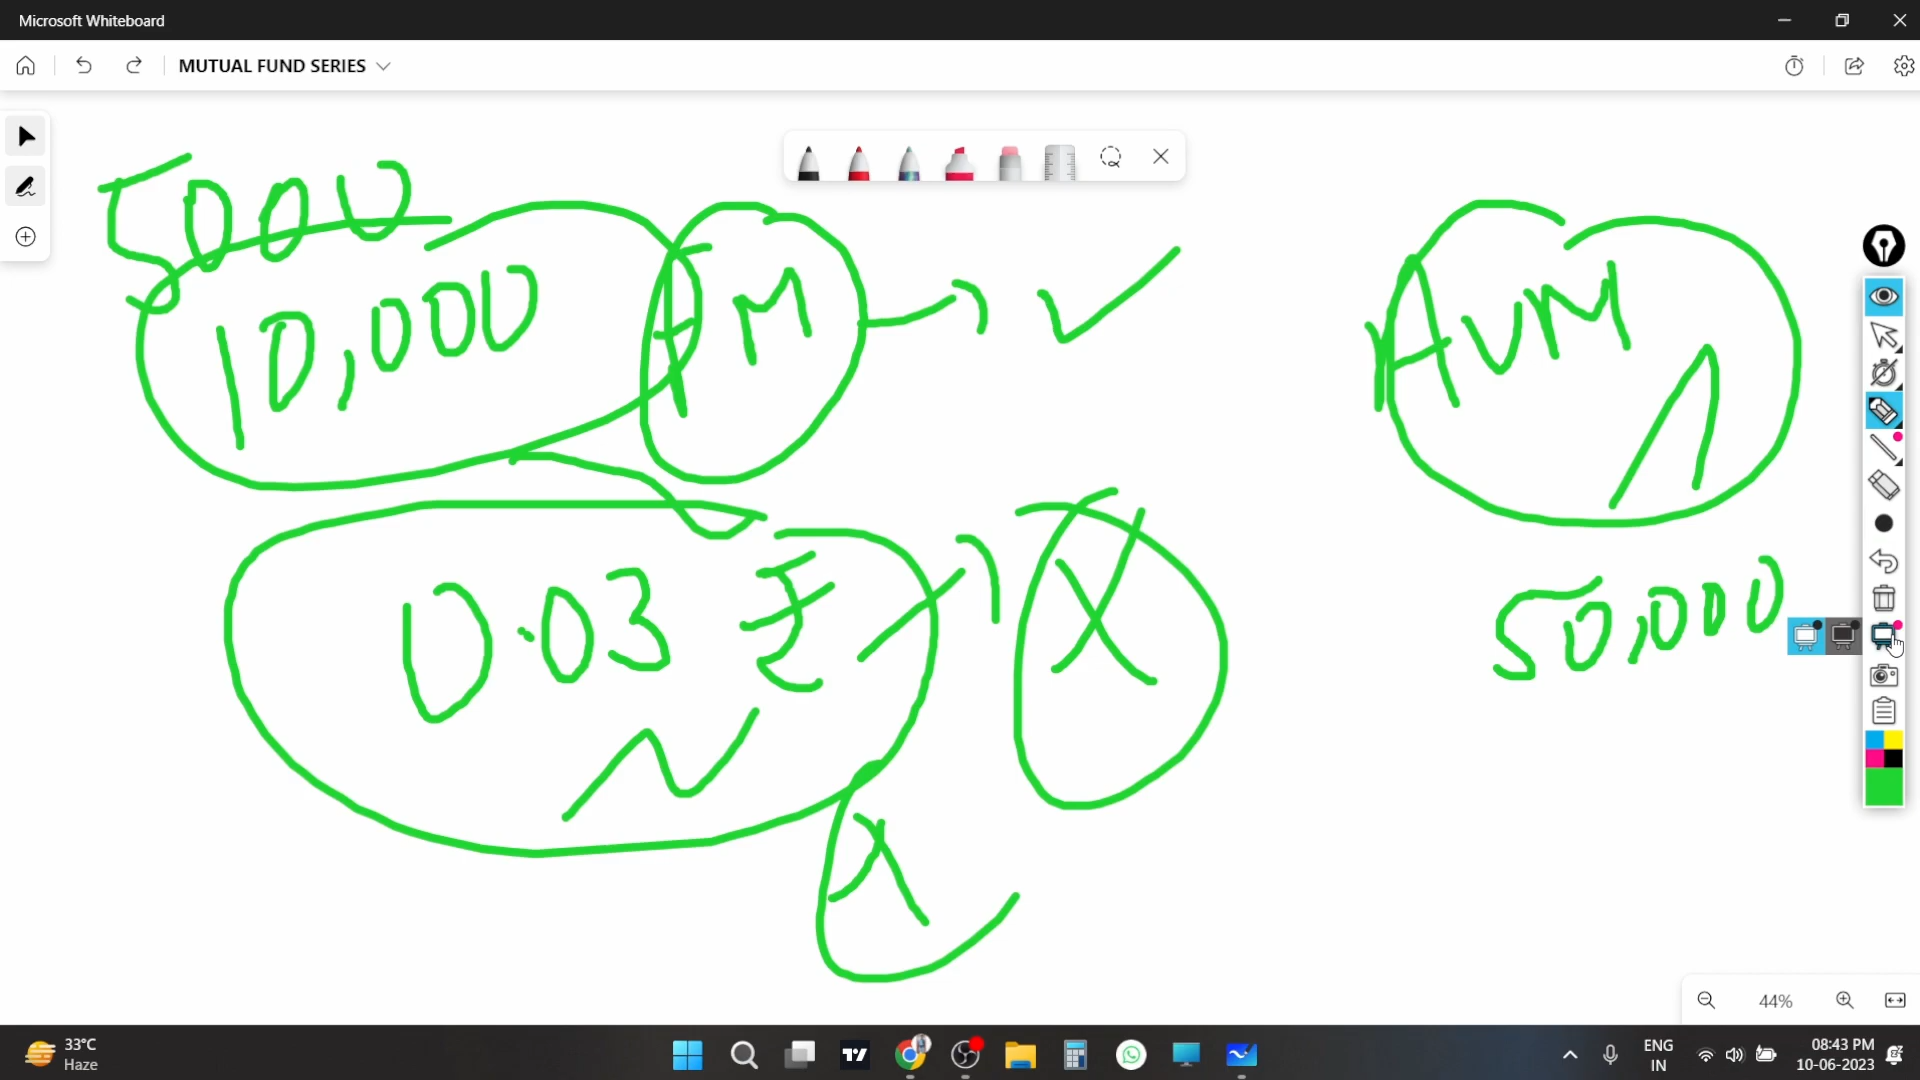 Microsoft Whiteboard
MUTUAL FUND SERIES
5000
10,000
FM
AUM
0.03 ₹
X
50,000
X
44%
33°C
Haze
ENG
IN
08:43 PM
10-06-2023